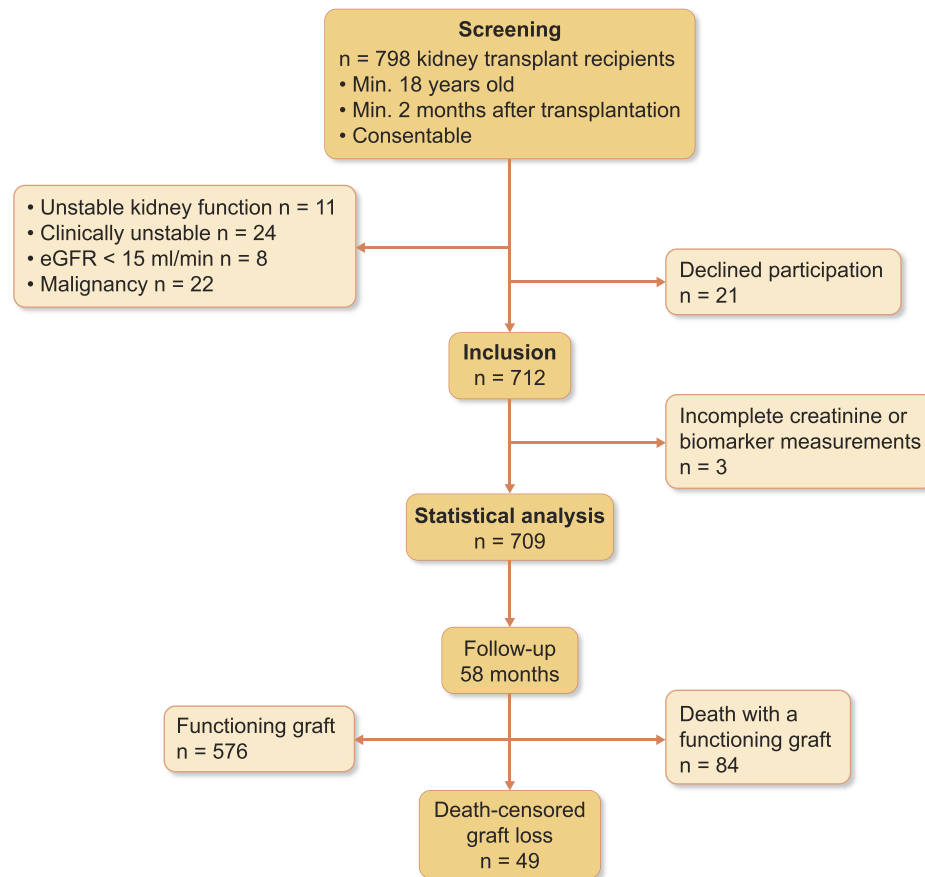 Screening
n = 798 kidney transplant recipients
• Min. 18 years old
• Min. 2 months after transplantation
• Consentable
• Unstable kidney function n = 11
• Clinically unstable n = 24
• eGFR < 15 ml/min n = 8
• Malignancy n = 22
Declined participation
n = 21
Inclusion
n = 712
Incomplete creatinine or
biomarker measurements
n = 3
Statistical analysis
n = 709
Follow-up
58 months
Functioning graft
n = 576
Death with a
functioning graft
n = 84
Death-censored
graft loss
n = 49